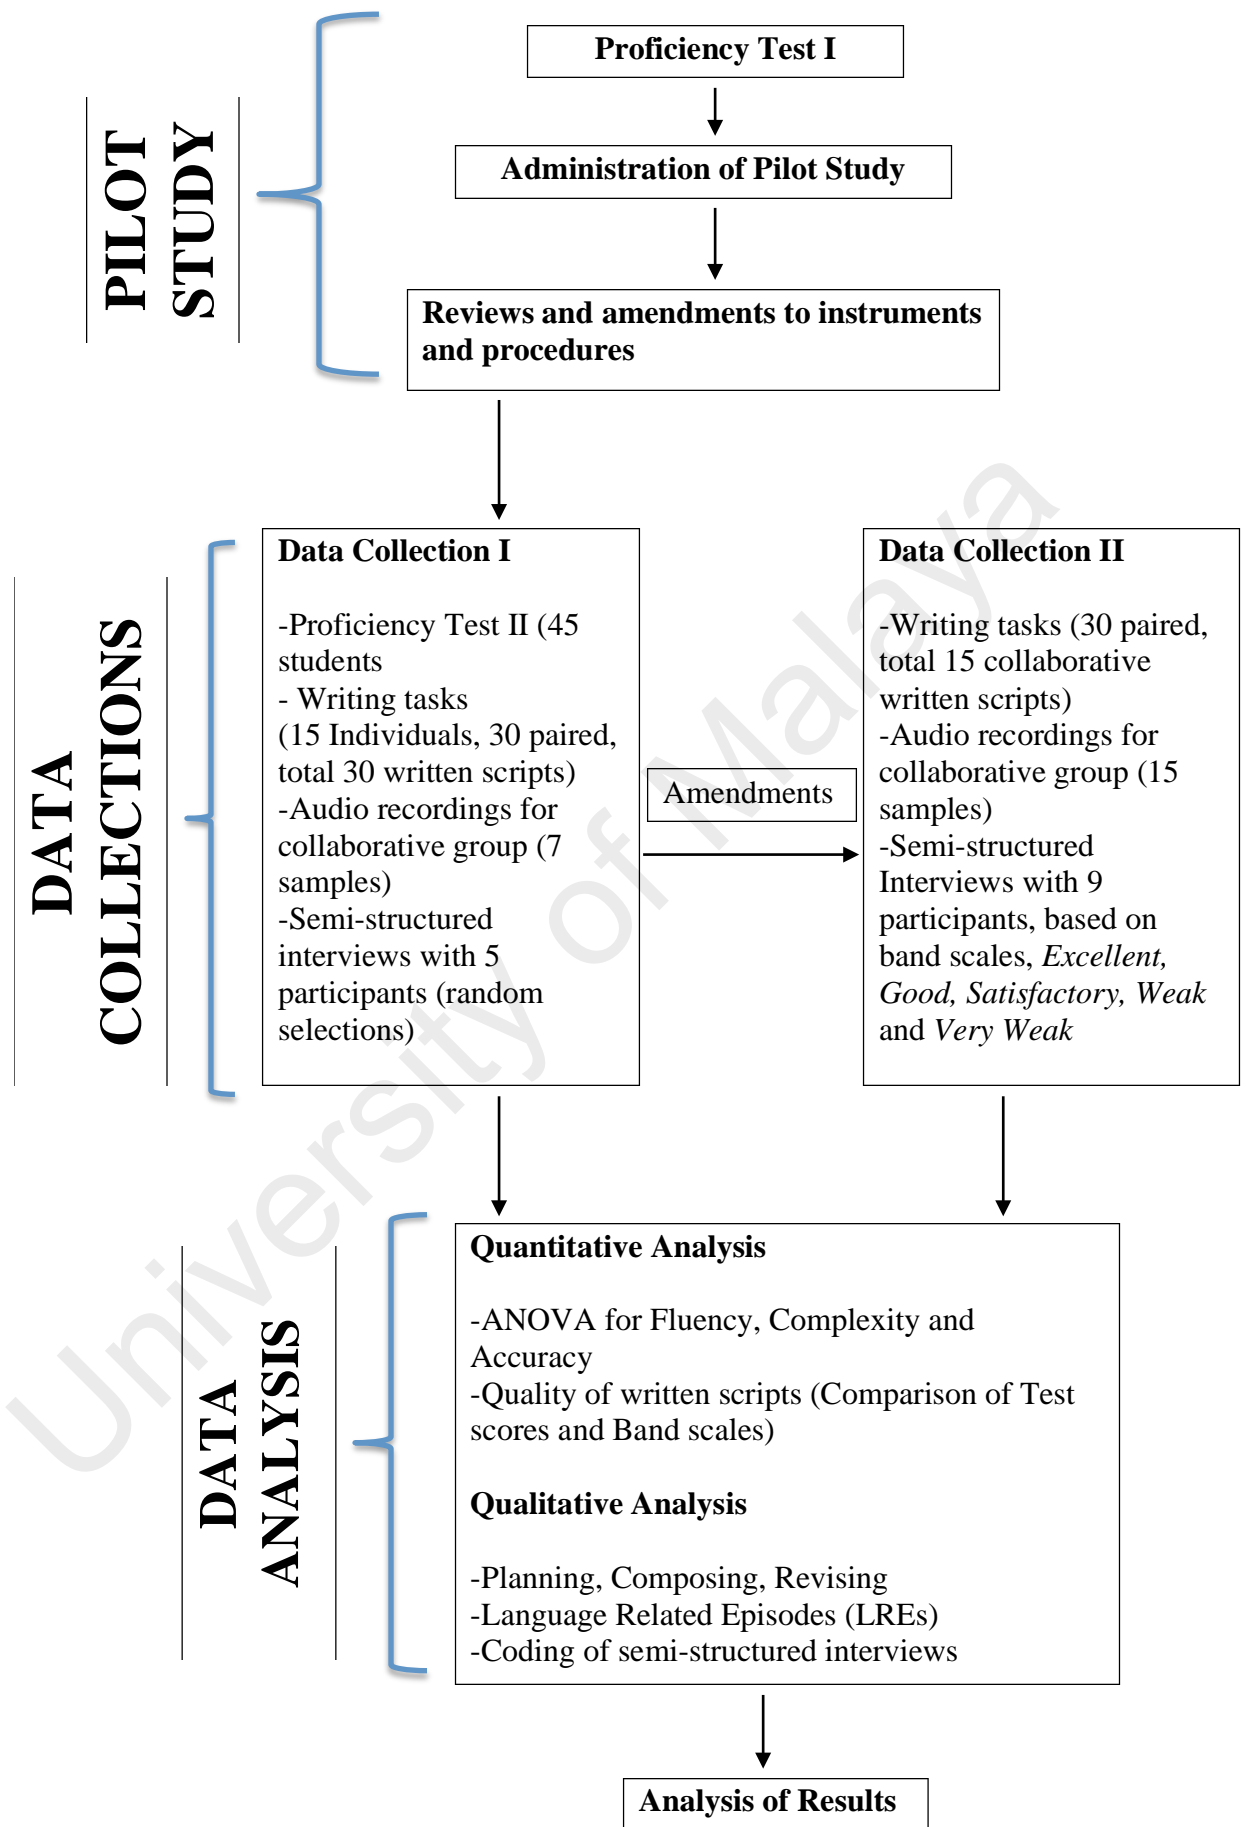 PILOT
STUDY
Proficiency Test I
Administration of Pilot Study
Reviews and amendments to instruments
and procedures
DATA
COLLECTIONS
Data Collection I
-Proficiency Test II (45
students
- Writing tasks
(15 Individuals, 30 paired,
total 30 written scripts)
-Audio recordings for
collaborative group (7
samples)
-Semi-structured
interviews with 5
participants (random
selections)
Amendments
Data Collection II
-Writing tasks (30 paired,
total 15 collaborative
written scripts)
-Audio recordings for
collaborative group (15
samples)
-Semi-structured
Interviews with 9
participants, based on
band scales, Excellent,
Good, Satisfactory, Weak
and Very Weak
DATA
ANALYSIS
Quantitative Analysis
-ANOVA for Fluency, Complexity and
Accuracy
-Quality of written scripts (Comparison of Test
scores and Band scales)
Qualitative Analysis
-Planning, Composing, Revising
-Language Related Episodes (LREs)
-Coding of semi-structured interviews
Analysis of Results
University of Malaya